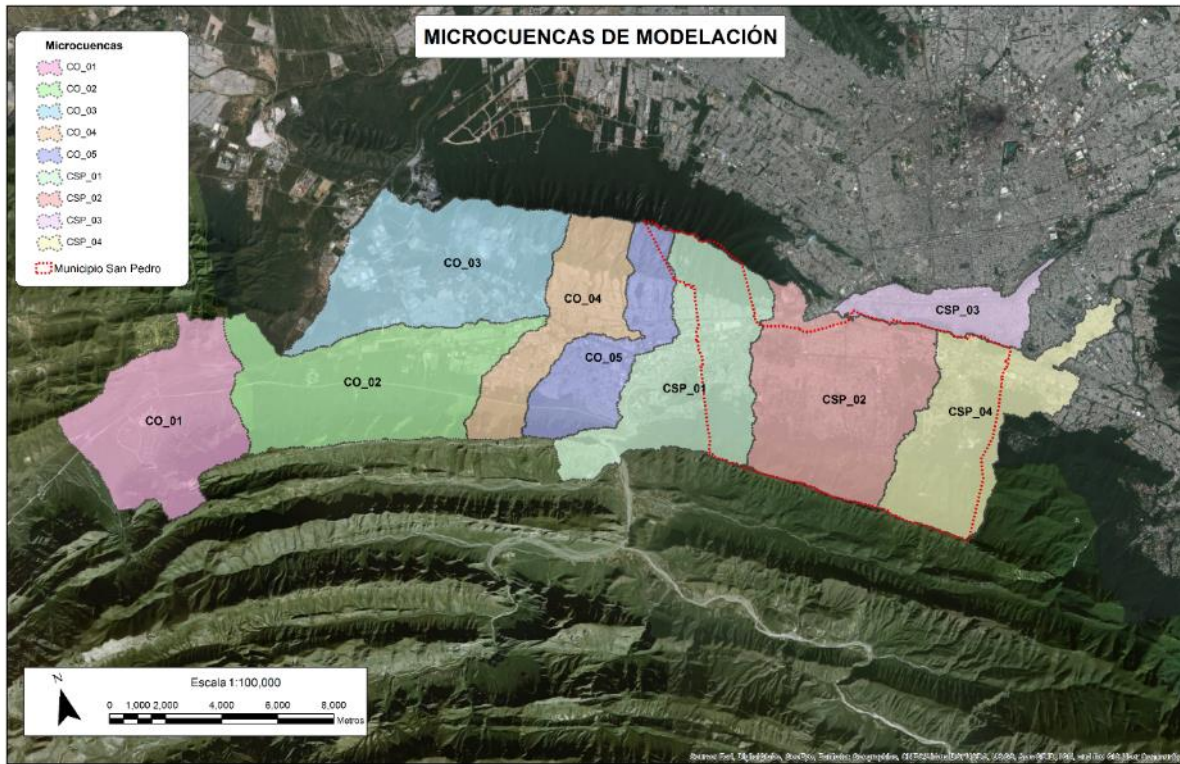 MICROCUENCAS DE MODELACIÓN
Microcuencas
CO_01
CO_02
CO_03
CO_04
CO_05
CSP_01
CSP_02
CSP_03
CSP_04
Municipio San Pedro
CO_03
CO_04
CSP_03
CO_05
CO_02
CSP_01
CSP_02
CSP_04
CO_01
N
Escala 1:100,000
0 1,000 2,000 4,000 6,000 8,000
Metros